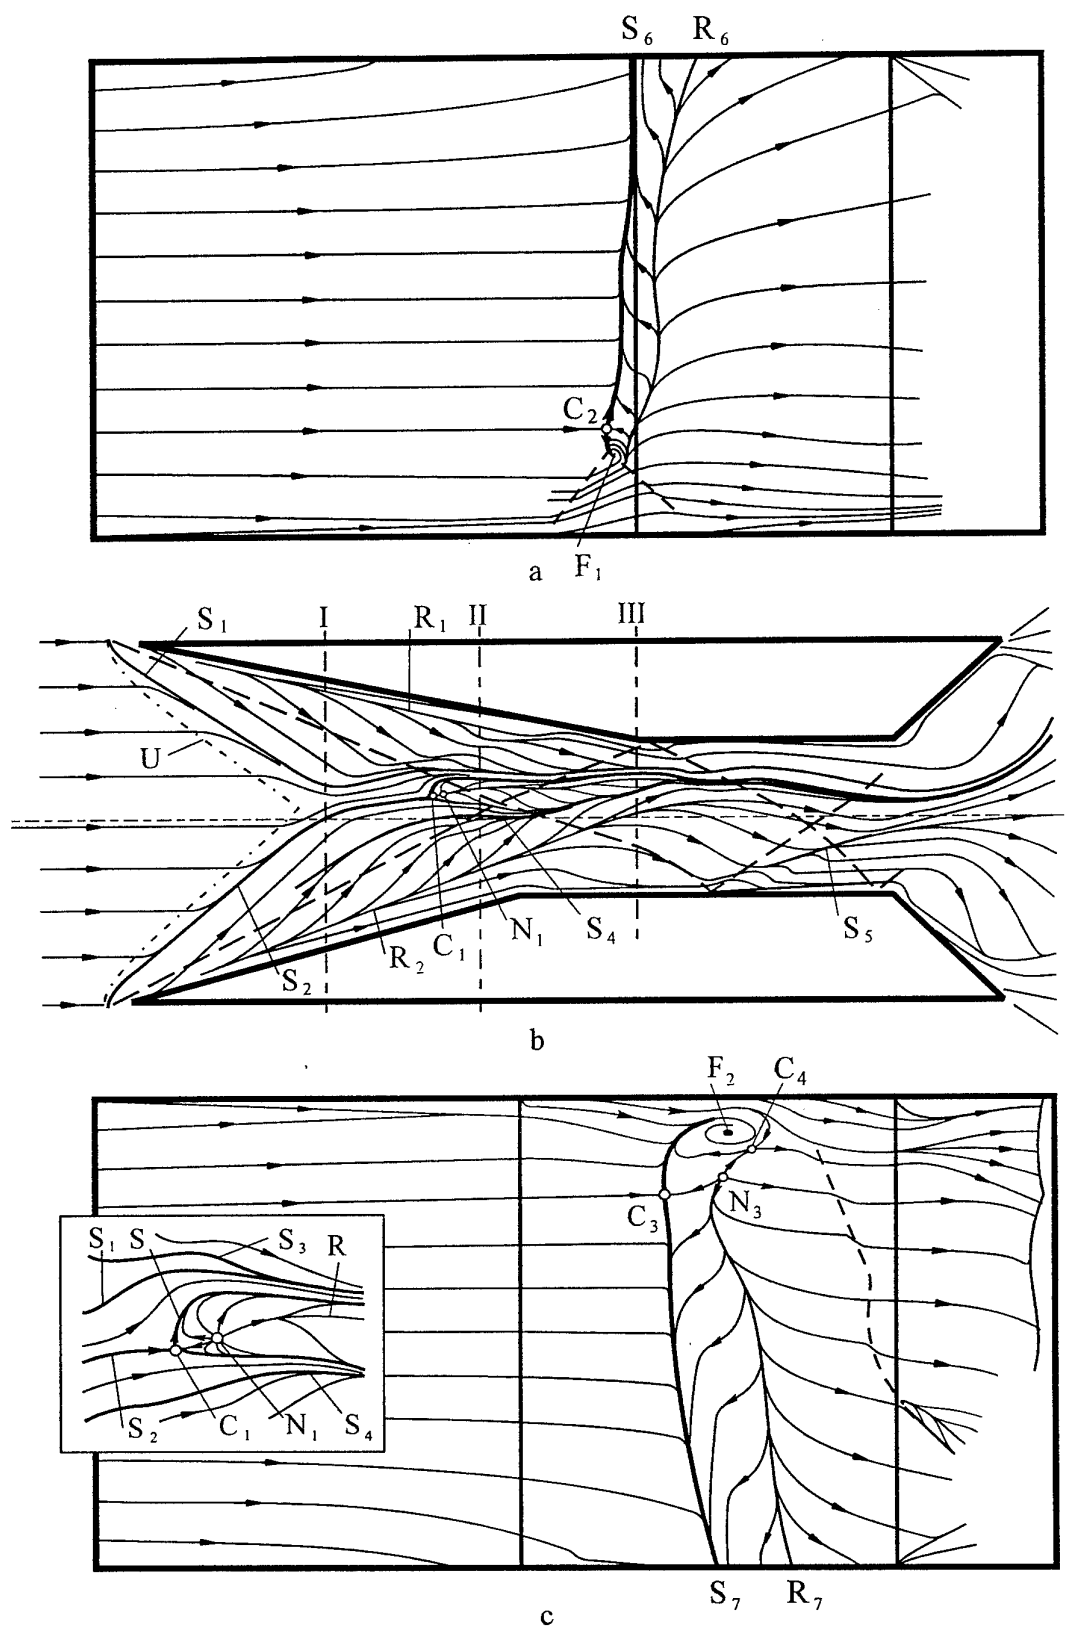 S6 R6
C2
F1
a
S1 I R1 II III
U
R2 C1 N1 S4 S5
S2
b
F2 C4
C3 N3
S1 S S3 R
S2 C1 N1 S4
S7 R7
c